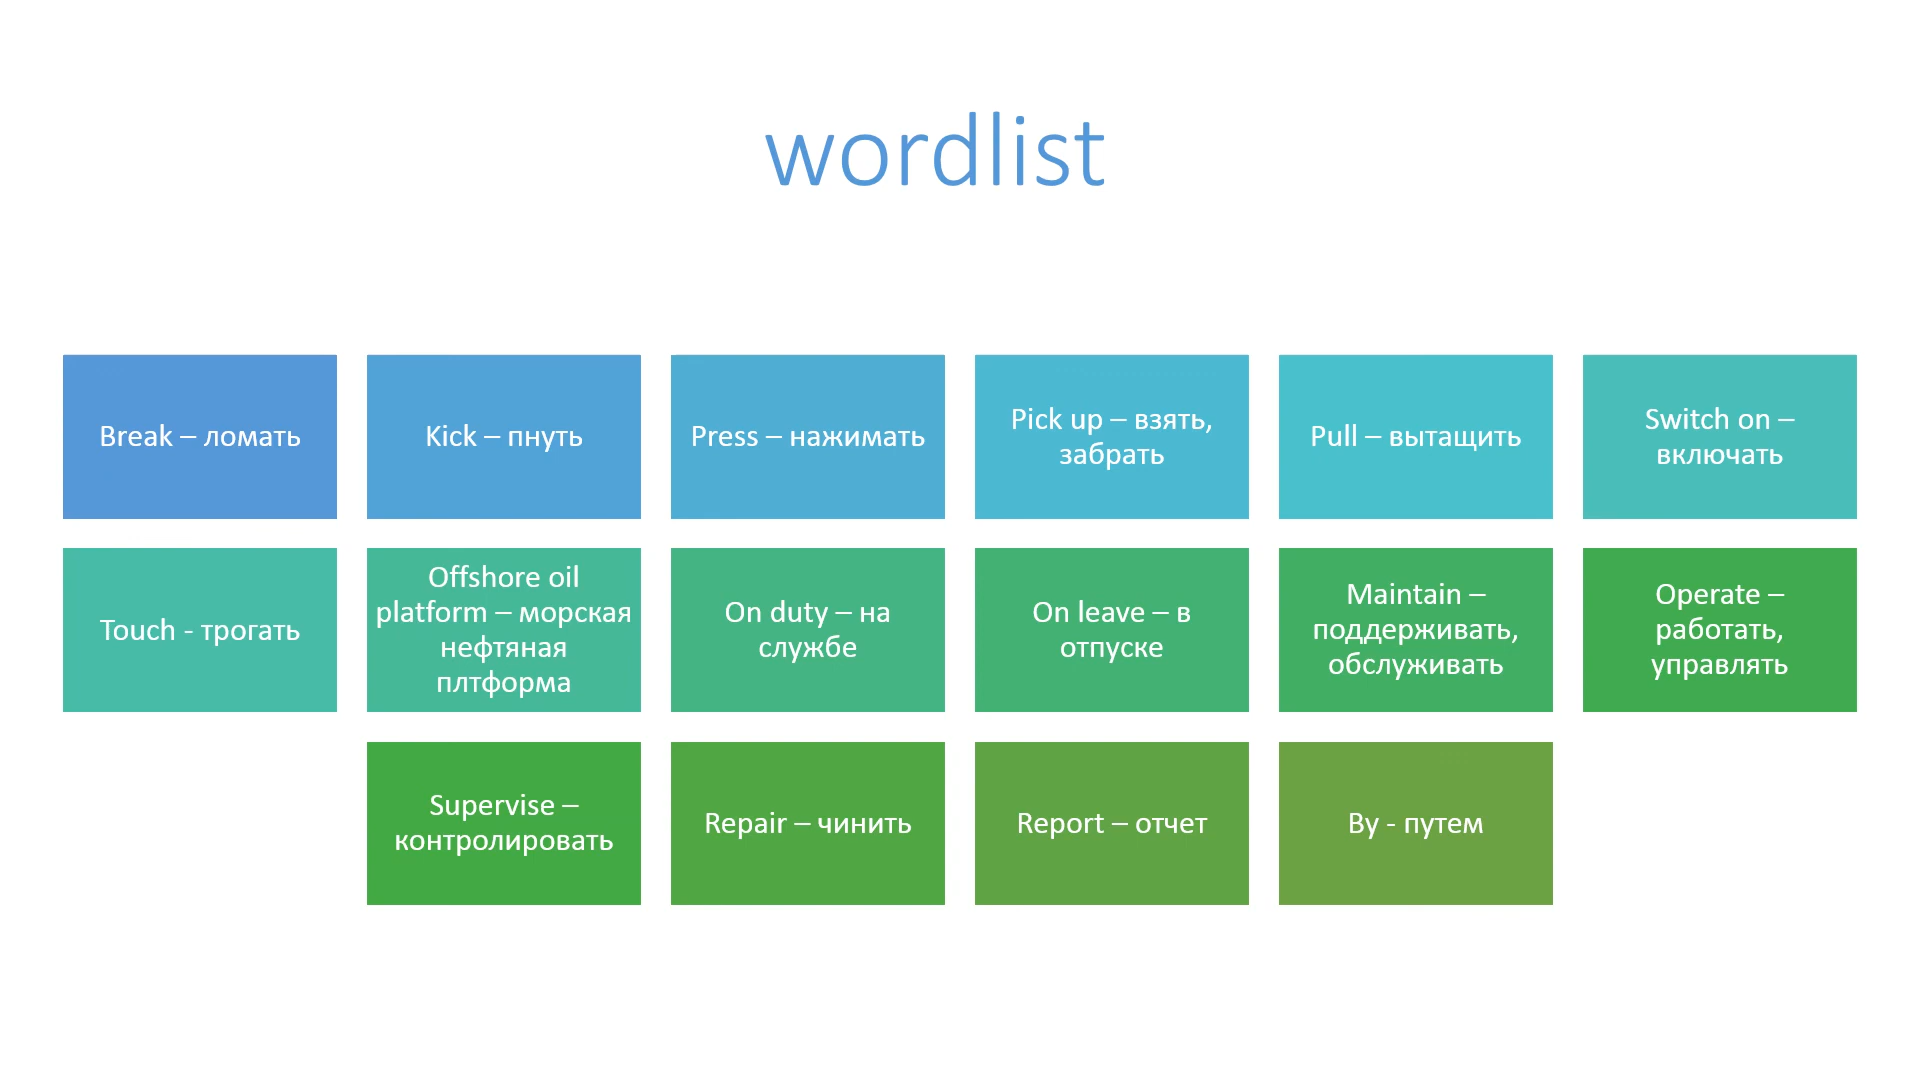 wordlist
Break – ломать
Kick – пнуть
Press – нажимать
Pick up – взять,
забрать
Pull – вытащить
Switch on –
включать
Touch - трогать
Offshore oil
platform – морская
нефтяная
плтформа
On duty – на
службе
On leave – в
отпуске
Maintain –
поддерживать,
обслуживать
Operate –
работать,
управлять
Supervise –
контролировать
Repair – чинить
Report – отчет
By - путем